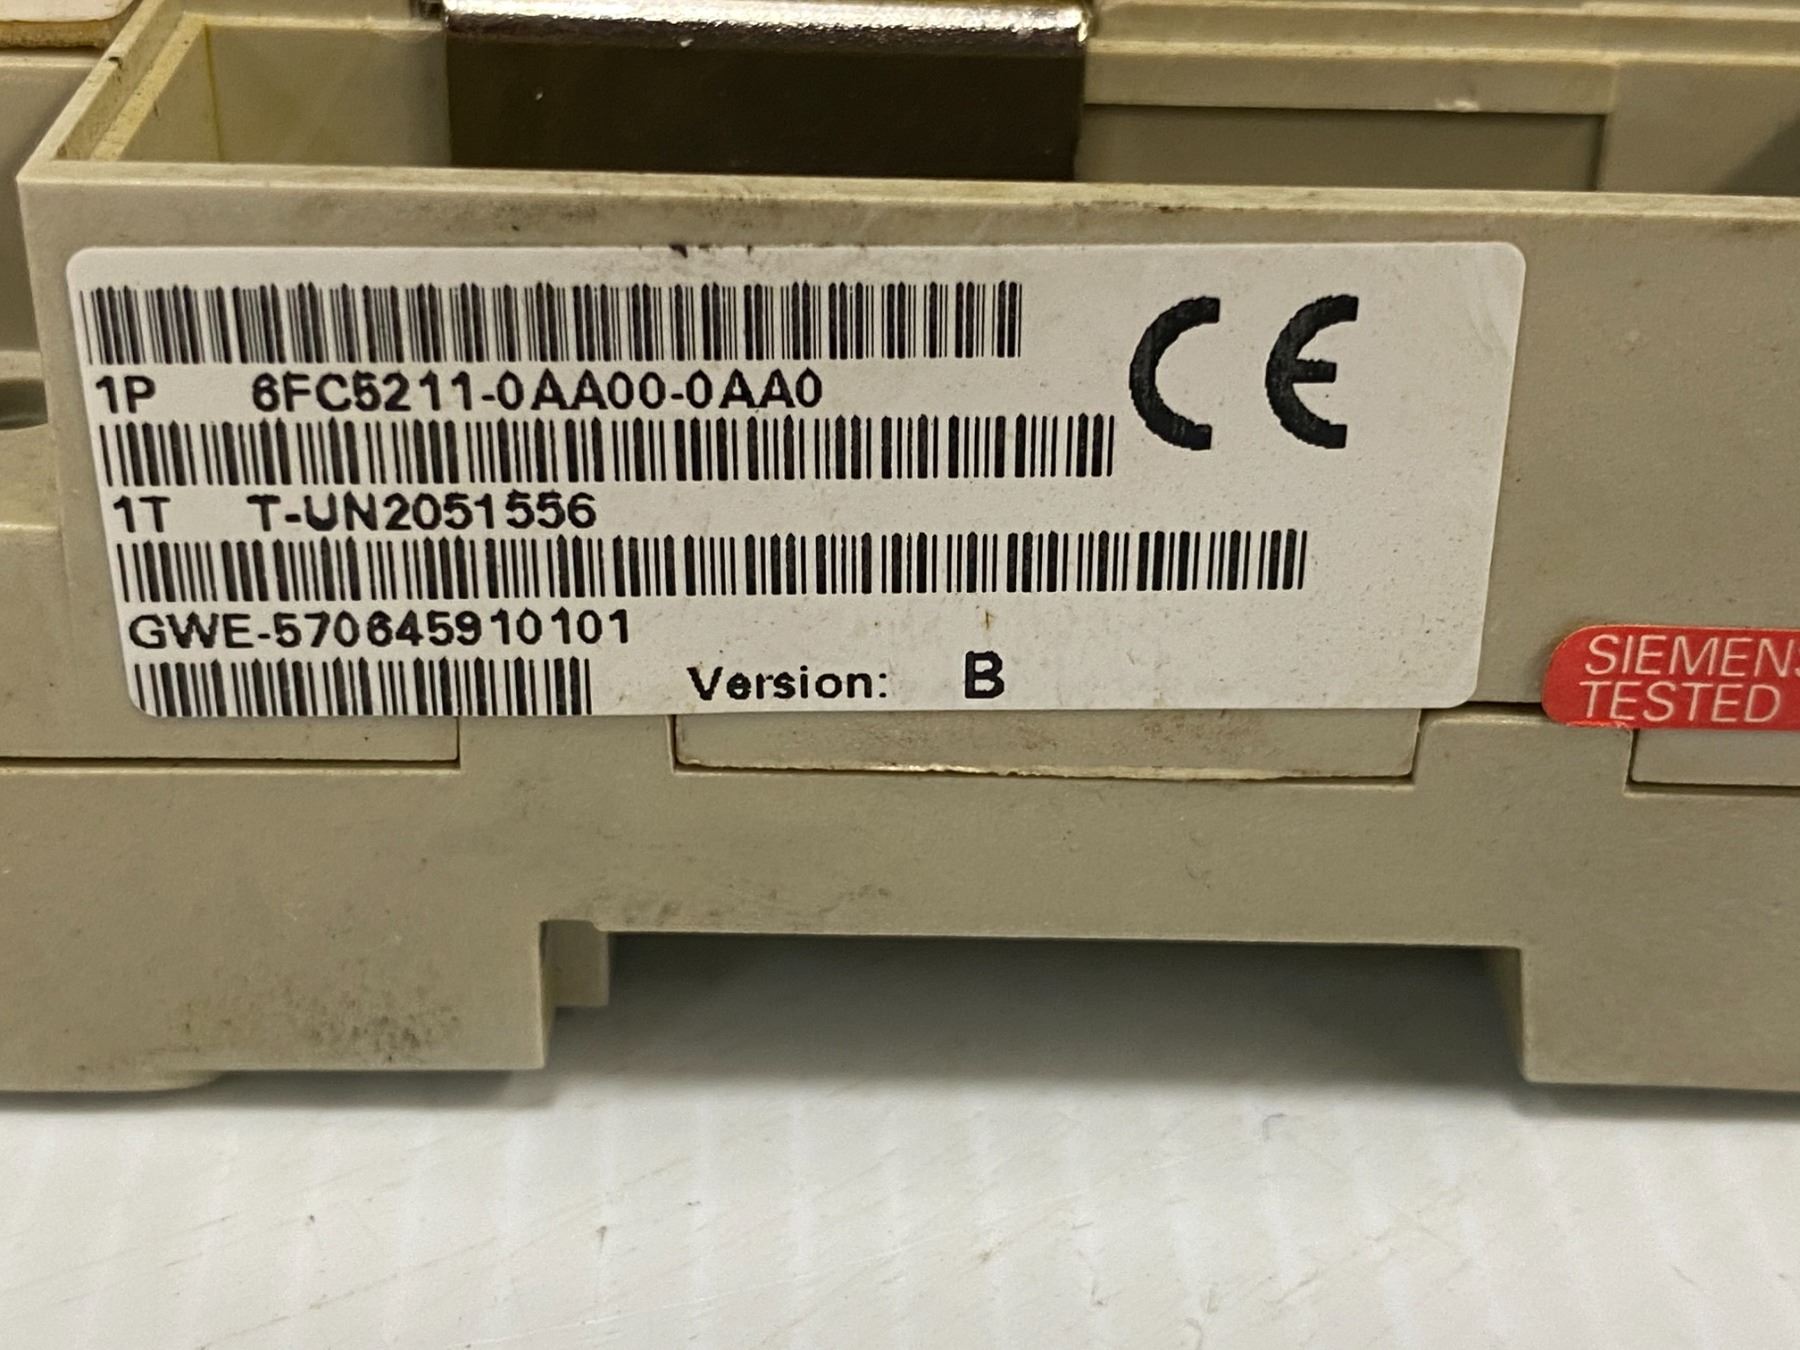 1P 6FC5211-0AA00-0AA0
CE
1T T-UN2051556
GWE-570645910101
Version: B
SIEMENS
TESTED